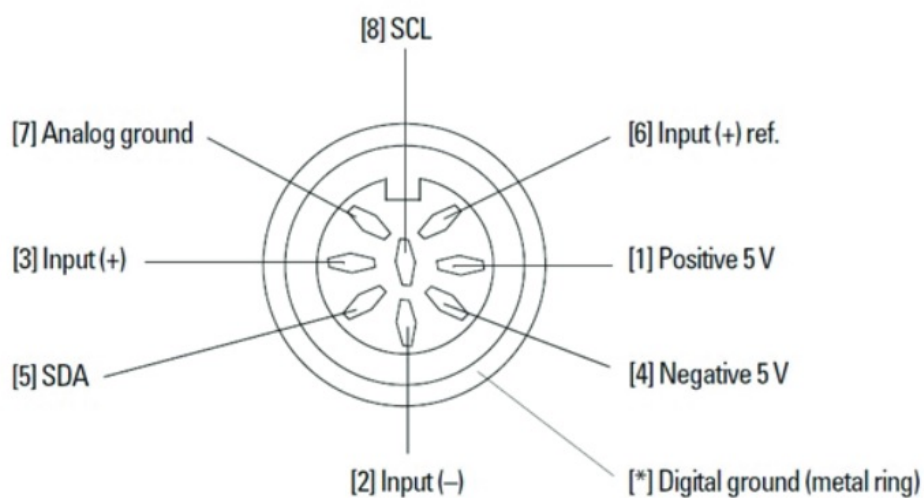 [8] SCL
[7] Analog ground
[6] Input (+) ref.
[3] Input (+)
[1] Positive 5 V
[5] SDA
[4] Negative 5 V
[2] Input (–)
[*] Digital ground (metal ring)